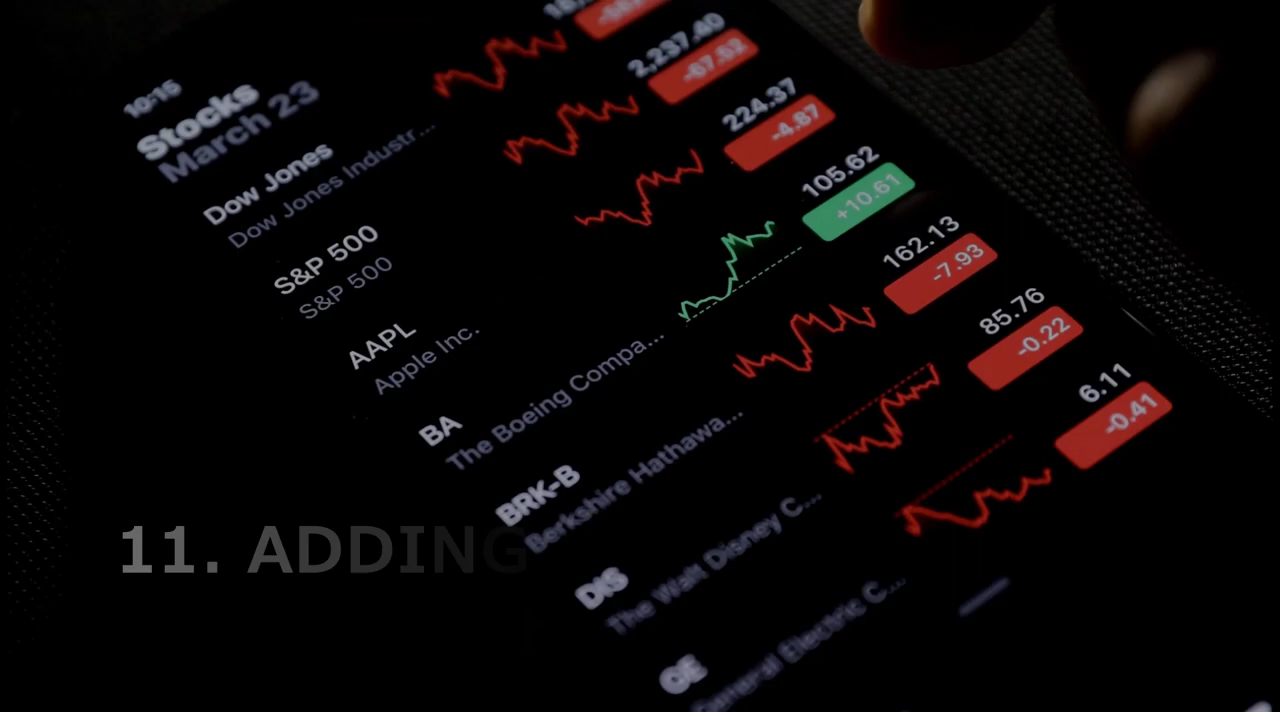 10:15
Stocks
March 23
Dow Jones
Dow Jones Industr...
S&P 500
S&P 500
2,237.40
-67.52
AAPL
Apple Inc.
224.37
-4.87
BA
The Boeing Compa...
105.62
+10.61
BRK-B
Berkshire Hathawa...
162.13
-7.93
DIS
The Walt Disney C...
85.76
-0.22
GE
General Electric C...
6.11
-0.41
11. ADDING